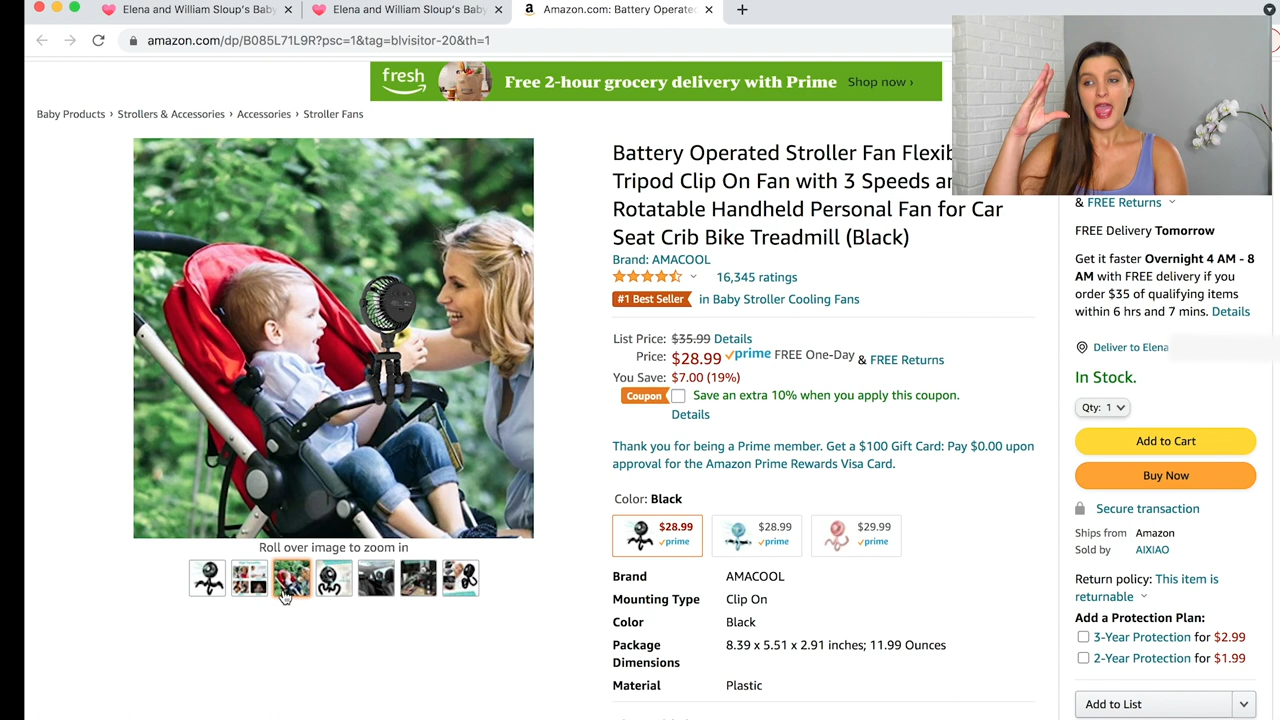 Elena and William Sloup's Baby
Elena and William Sloup's Baby
Amazon.com: Battery Operated
amazon.com/dp/B085L71L9R?psc=1&tag=blvisitor-20&th=1
fresh
Free 2-hour grocery delivery with Prime Shop now ›
Baby Products › Strollers & Accessories › Accessories › Stroller Fans
Battery Operated Stroller Fan
Tripod Clip On Fan with 3 Speeds
Rotatable Handheld Personal Fan for Car
Seat Crib Bike Treadmill (Black)
Brand: AMACOOL
16,345 ratings
#1 Best Seller in Baby Stroller Cooling Fans
List Price: $35.99 Details
Price: $28.99 prime FREE One-Day & FREE Returns
You Save: $7.00 (19%)
Coupon Save an extra 10% when you apply this coupon.
Details
Thank you for being a Prime member. Get a $100 Gift Card: Pay $0.00 upon
approval for the Amazon Prime Rewards Visa Card.
Color: Black
$28.99 prime
$28.99 prime
$29.99 prime
Brand AMACOOL
Mounting Type Clip On
Color Black
Package Dimensions 8.39 x 5.51 x 2.91 inches; 11.99 Ounces
Material Plastic
Roll over image to zoom in
& FREE Returns
FREE Delivery Tomorrow
Get it faster Overnight 4 AM - 8
AM with FREE delivery if you
order $35 of qualifying items
within 6 hrs and 7 mins. Details
Deliver to Elena
In Stock.
Qty: 1
Add to Cart
Buy Now
Secure transaction
Ships from Amazon
Sold by AIXIAO
Return policy: This item is
returnable
Add a Protection Plan:
3-Year Protection for $2.99
2-Year Protection for $1.99
Add to List